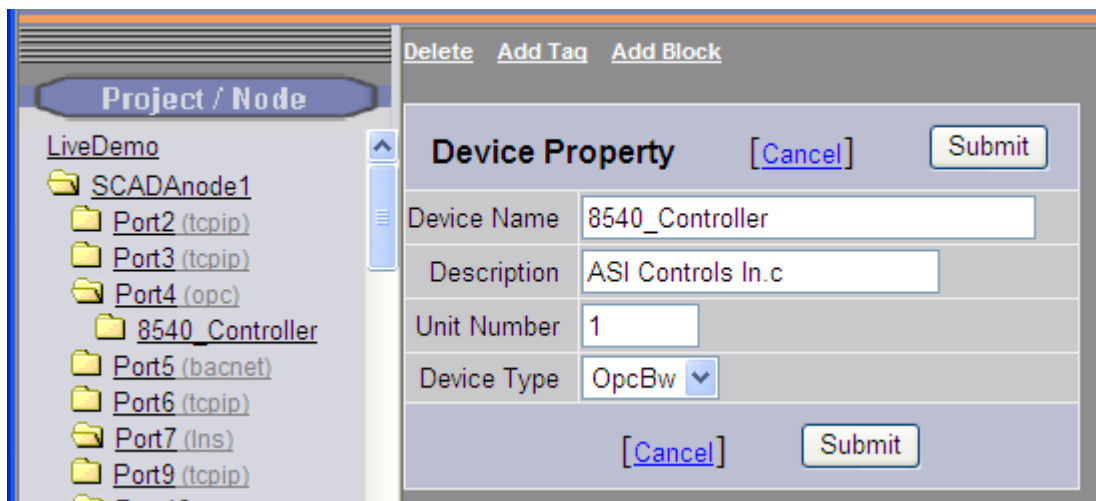 Delete Add Tag Add Block
Project / Node
LiveDemo
SCADAnode1
Port2 (tcpip)
Port3 (tcpip)
Port4 (opc)
8540_Controller
Port5 (bacnet)
Port6 (tcpip)
Port7 (lns)
Port9 (tcpip)
Device Property [Cancel] Submit
Device Name 8540_Controller
Description ASI Controls In.c
Unit Number 1
Device Type OpcBw
[Cancel] Submit